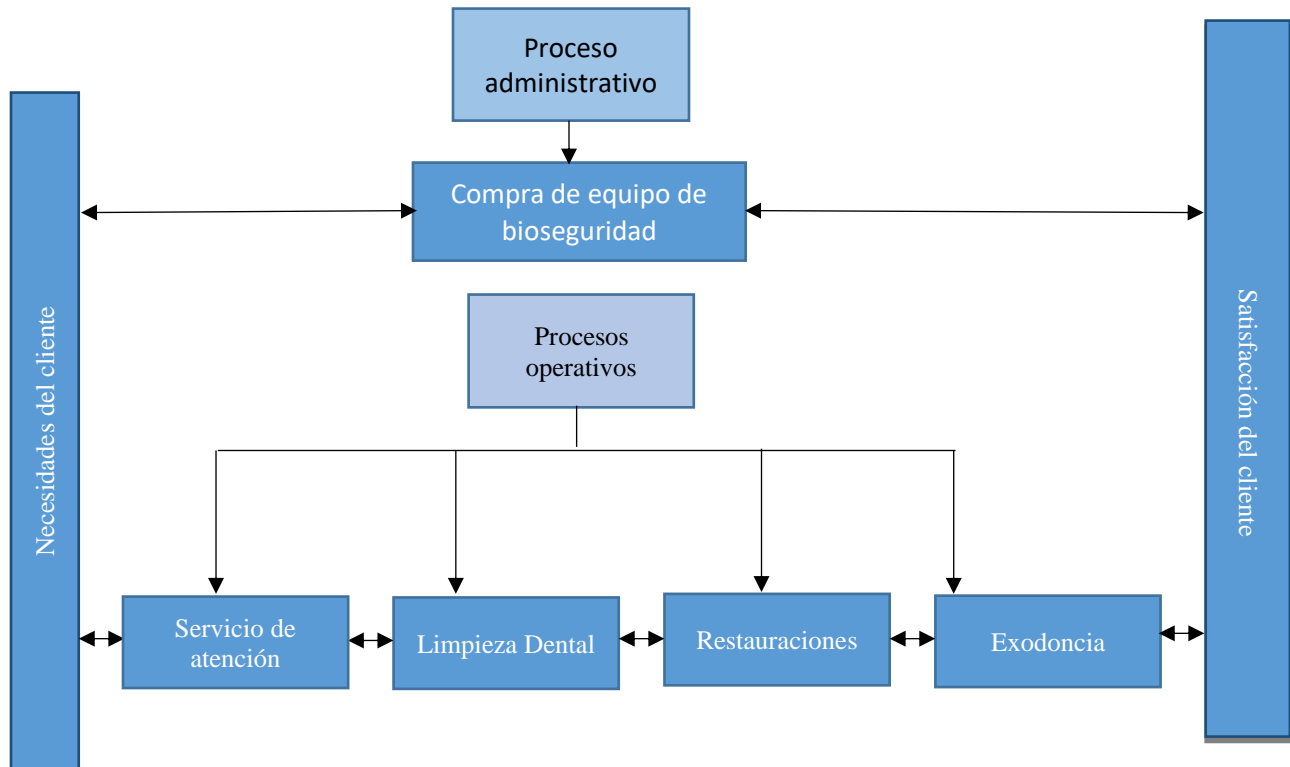 Proceso
administrativo
Compra de equipo de
bioseguridad
Necesidades del cliente
Satisfacción del cliente
Procesos
operativos
Servicio de
atención
Limpieza Dental
Restauraciones
Exodoncia